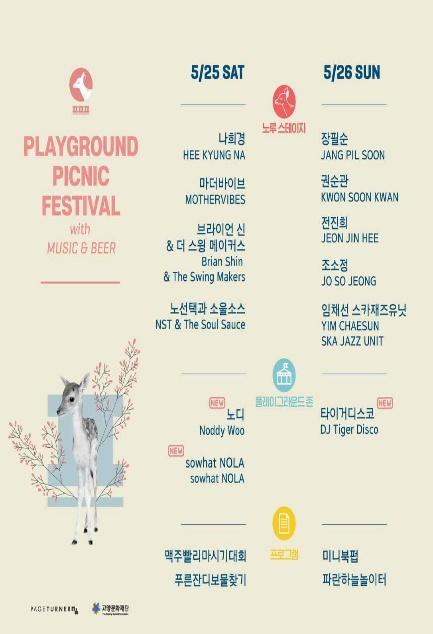 PLAYGROUND
PICNIC
FESTIVAL
with
MUSIC & BEER
5/25 SAT
5/26 SUN
노루 스테이지
나희경
HEE KYUNG NA
마더바이브
MOTHERVIBES
브라이언 신
& 더 스윙 메이커스
Brian Shin
& The Swing Makers
노선택과 소울소스
NST & The Soul Sauce
장필순
JANG PIL SOON
권순관
KWON SOON KWAN
전진희
JEON JIN HEE
조소정
JO SO JEONG
임채선 스카재즈유닛
YIM CHAESUN
SKA JAZZ UNIT
플레이그라운드 존
NEW
노디
Noddy Woo
NEW
sowhat NOLA
sowhat NOLA
타이거디스코 NEW
DJ Tiger Disco
프로그램
맥주빨리마시기대회
푸른잔디보물찾기
미니북펍
파란하늘놀이터
PAGETURNER
고양문화재단